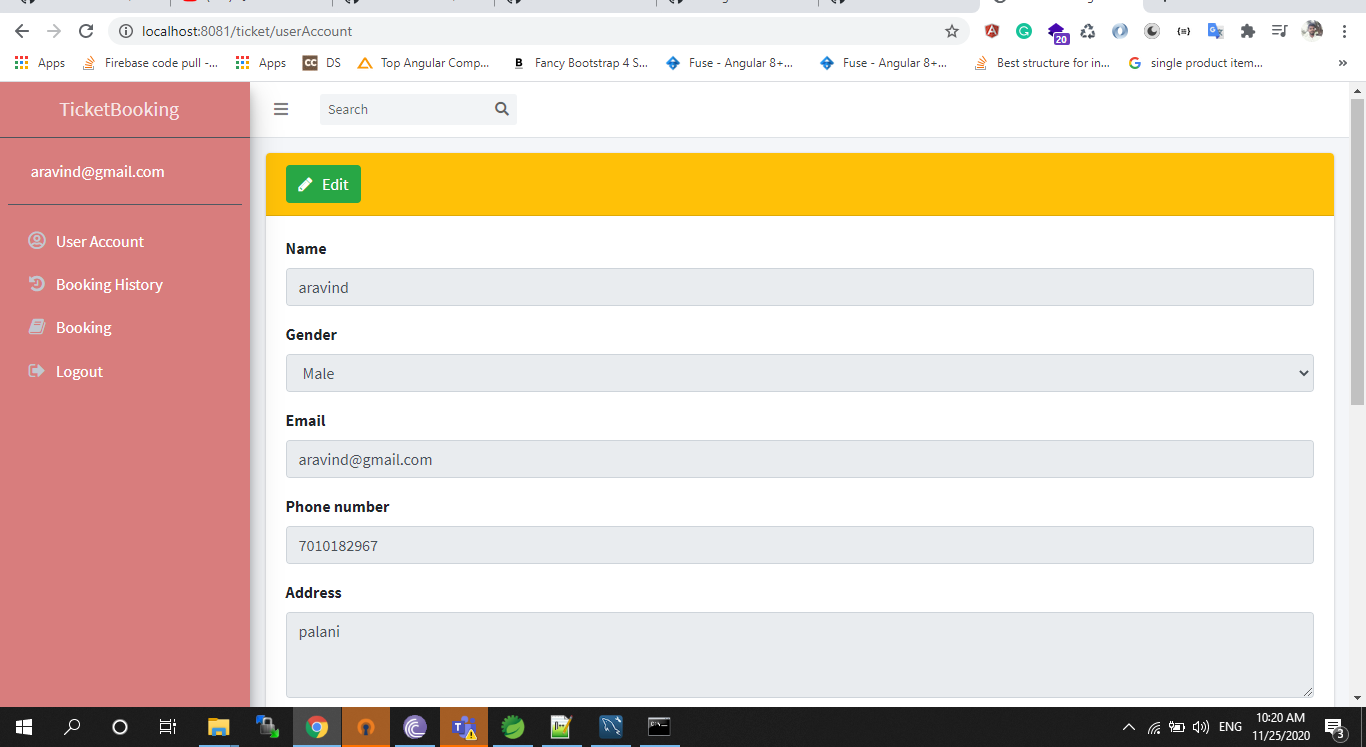 localhost:8081/ticket/userAccount
20
Apps Firebase code pull -... Apps CC DS Top Angular Comp... B Fancy Bootstrap 4 S... Fuse - Angular 8+... Fuse - Angular 8+... Best structure for in... single product item... »
TicketBooking
Search
aravind@gmail.com
Edit
User Account
Booking History
Booking
Logout
Name
aravind
Gender
Male
Email
aravind@gmail.com
Phone number
7010182967
Address
palani
ENG
10:20 AM
11/25/2020
3